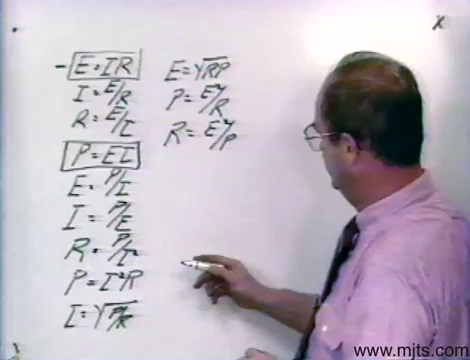 E=IR
I=E/R
R=E/I
P=EI
E=P/I
I=P/E
R=P/I²
P=I²R
I=√P/R
E=√RP
P=E²/R
R=E²/P
www.mjts.com